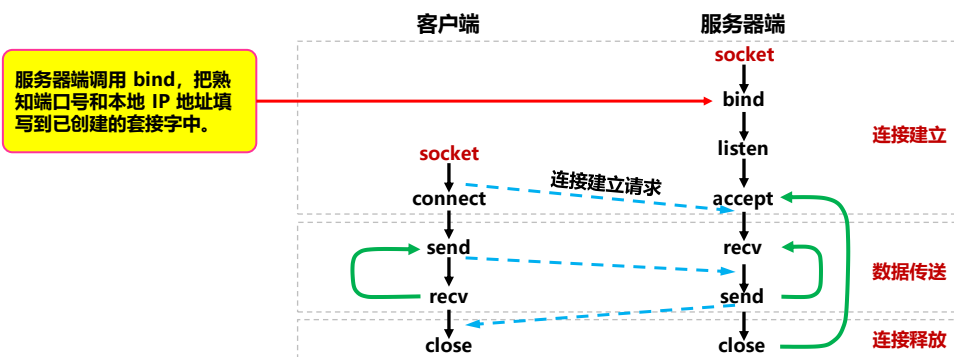 客户端
服务器端
socket
服务器端调用 bind，把熟
知端口号和本地 IP 地址填
写到已创建的套接字中。
bind
连接建立
listen
socket
连接建立请求
connect
accept
send
recv
数据传送
recv
send
连接释放
close
close